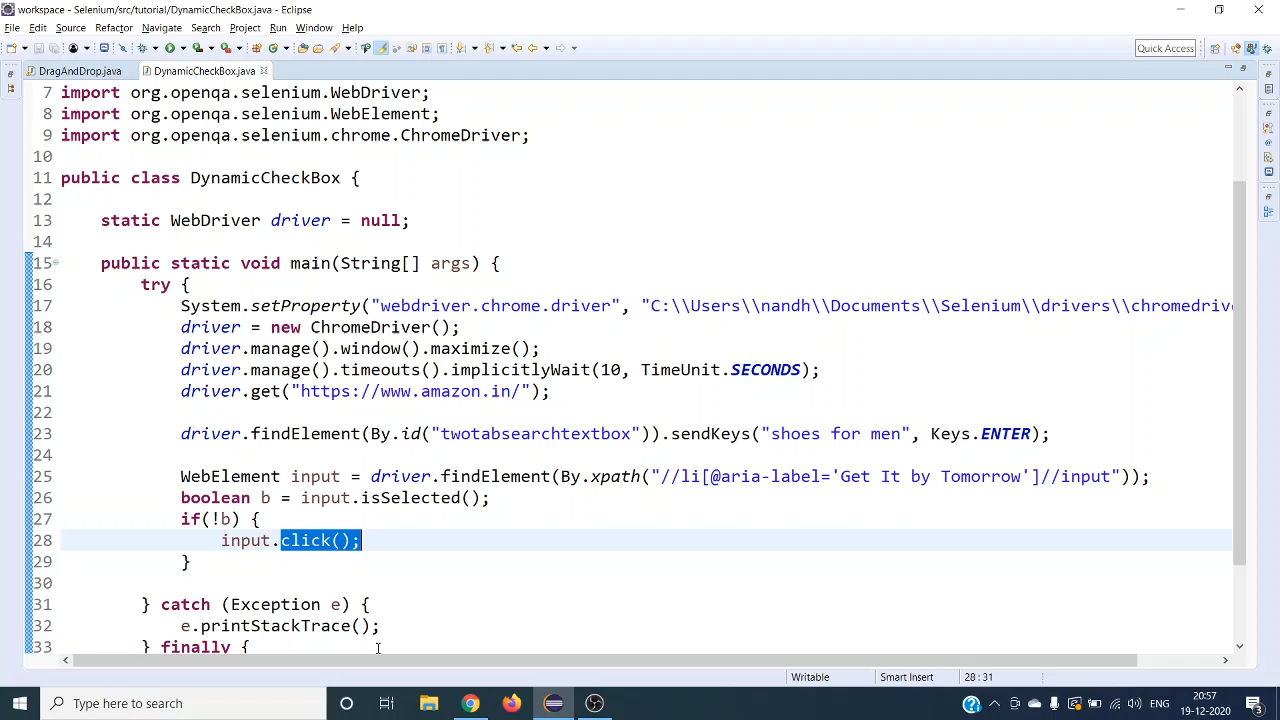 workspace - Selenium/src/tutorial/DynamicCheckBox.java - Eclipse
File Edit Source Refactor Navigate Search Project Run Window Help
Quick Access
DragAndDrop.java DynamicCheckBox.java
7 import org.openqa.selenium.WebDriver;
8 import org.openqa.selenium.WebElement;
9 import org.openqa.selenium.chrome.ChromeDriver;
10
11 public class DynamicCheckBox {
12
13 static WebDriver driver = null;
14
15 public static void main(String[] args) {
16 try {
17 System.setProperty("webdriver.chrome.driver", "C:\\Users\\nandh\\Documents\\Selenium\\drivers\\chromedrive
18 driver = new ChromeDriver();
19 driver.manage().window().maximize();
20 driver.manage().timeouts().implicitlyWait(10, TimeUnit.SECONDS);
21 driver.get("https://www.amazon.in/");
22
23 driver.findElement(By.id("twotabsearchtextbox")).sendKeys("shoes for men", Keys.ENTER);
24
25 WebElement input = driver.findElement(By.xpath("//li[@aria-label='Get It by Tomorrow']//input"));
26 boolean b = input.isSelected();
27 if(!b) {
28 input.click();
29 }
30
31 } catch (Exception e) {
32 e.printStackTrace();
33 } finally {
Writable Smart Insert 28 : 31
Type here to search
ENG 20:57
19-12-2020
3